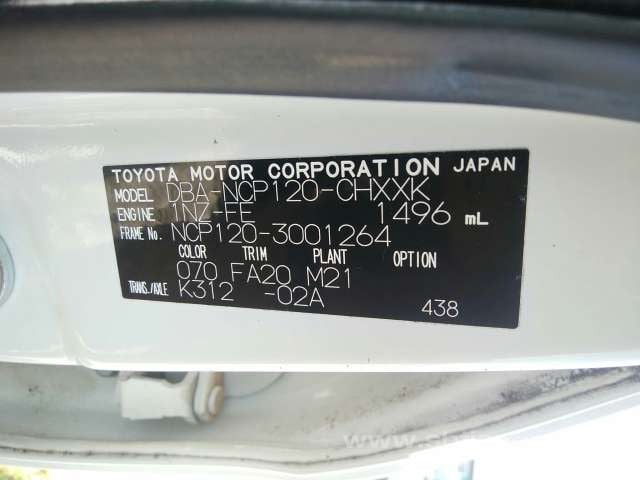 TOYOTA MOTOR CORPORATION JAPAN
MODEL DBA-NCP120-CHXXK
ENGINE 1NZ-FE 1496 mL
FRAME No. NCP120-3001264
COLOR TRIM PLANT OPTION
070 FA20 M21
TRANS./AXLE K312 -02A
438